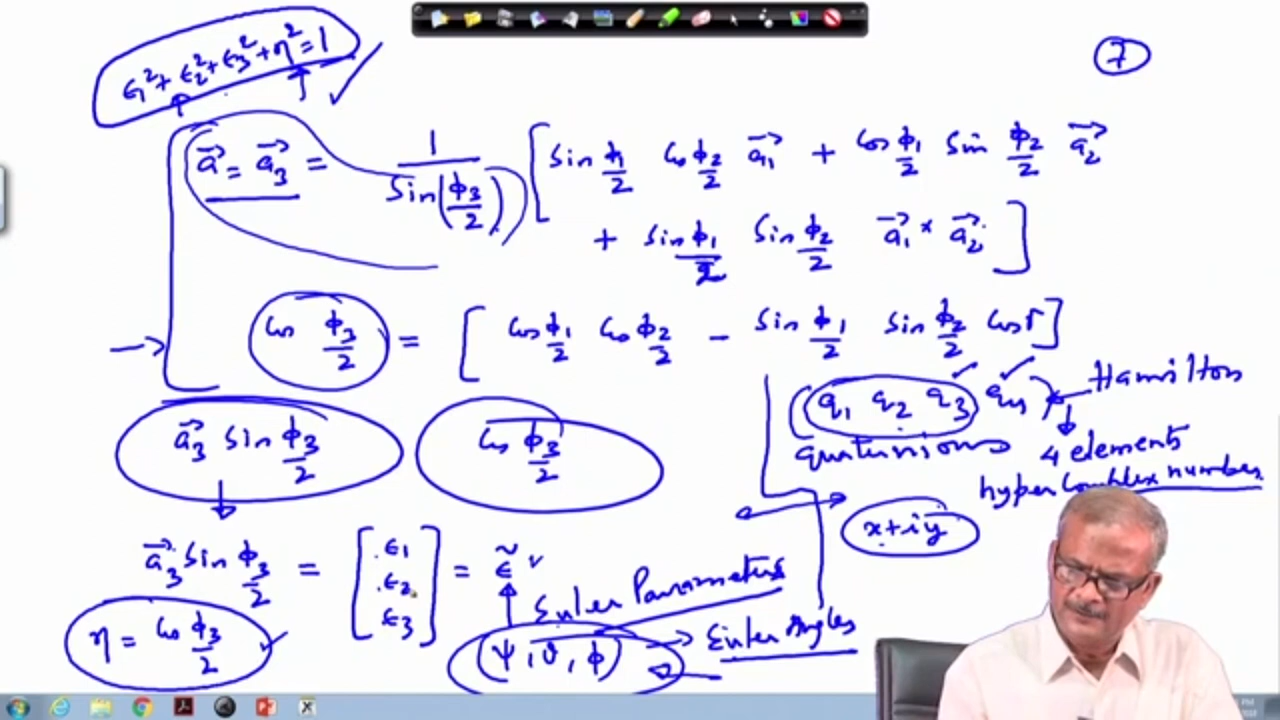 ϵ₁² + ϵ₂² + ϵ₃² + η² = 1
7
a⃗ = a⃗₃ = 1 / sin(ϕ₃/2) [ sin ϕ₁/2 cos ϕ₂/2 a⃗₁ + cos ϕ₁/2 sin ϕ₂/2 a⃗₂
+ sin ϕ₁/2 sin ϕ₂/2 a⃗₁ × a⃗₂ ]
cos ϕ₃/2 = [ cos ϕ₁/2 cos ϕ₂/2 − sin ϕ₁/2 sin ϕ₂/2 cos Γ ]
(q₁ q₂ q₃ q₄) Hamilton
quaternions
4 elements
hyper complex number
a⃗₃ sin ϕ₃/2
cos ϕ₃/2
x + iy
a⃗₃ sin ϕ₃/2 = [ ϵ₁ ϵ₂ ϵ₃ ] = ϵ̃
Euler Parameters
η = cos ϕ₃/2
(ψ, θ, ϕ) → Euler Angles
PM